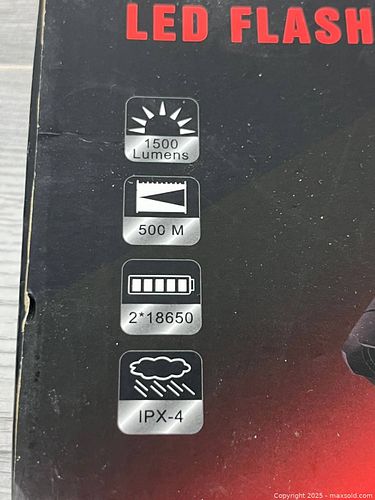 LED FLASH
1500
Lumens
500 M
2*18650
IPX-4
Copyright 2025 - maxsold.com